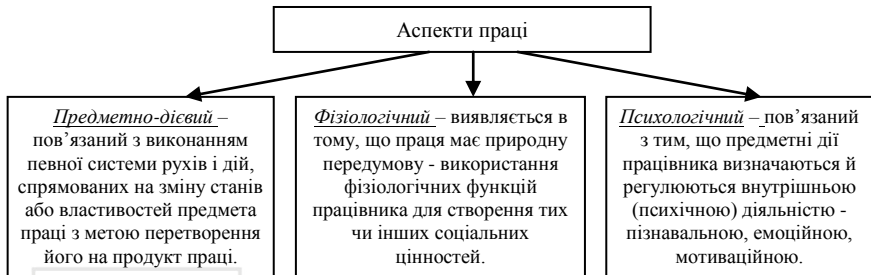 Аспекти праці
Предметно-дієвий –
пов’язаний з виконанням
певної системи рухів і дій,
спрямованих на зміну станів
або властивостей предмета
праці з метою перетворення
його на продукт праці.
Фізіологічний – виявляється в
тому, що праця має природну
передумову - використання
фізіологічних функцій
працівника для створення тих
чи інших соціальних
цінностей.
Психологічний – пов’язаний
з тим, що предметні дії
працівника визначаються й
регулюються внутрішньою
(психічною) діяльністю -
пізнавальною, емоційною,
мотиваційною.